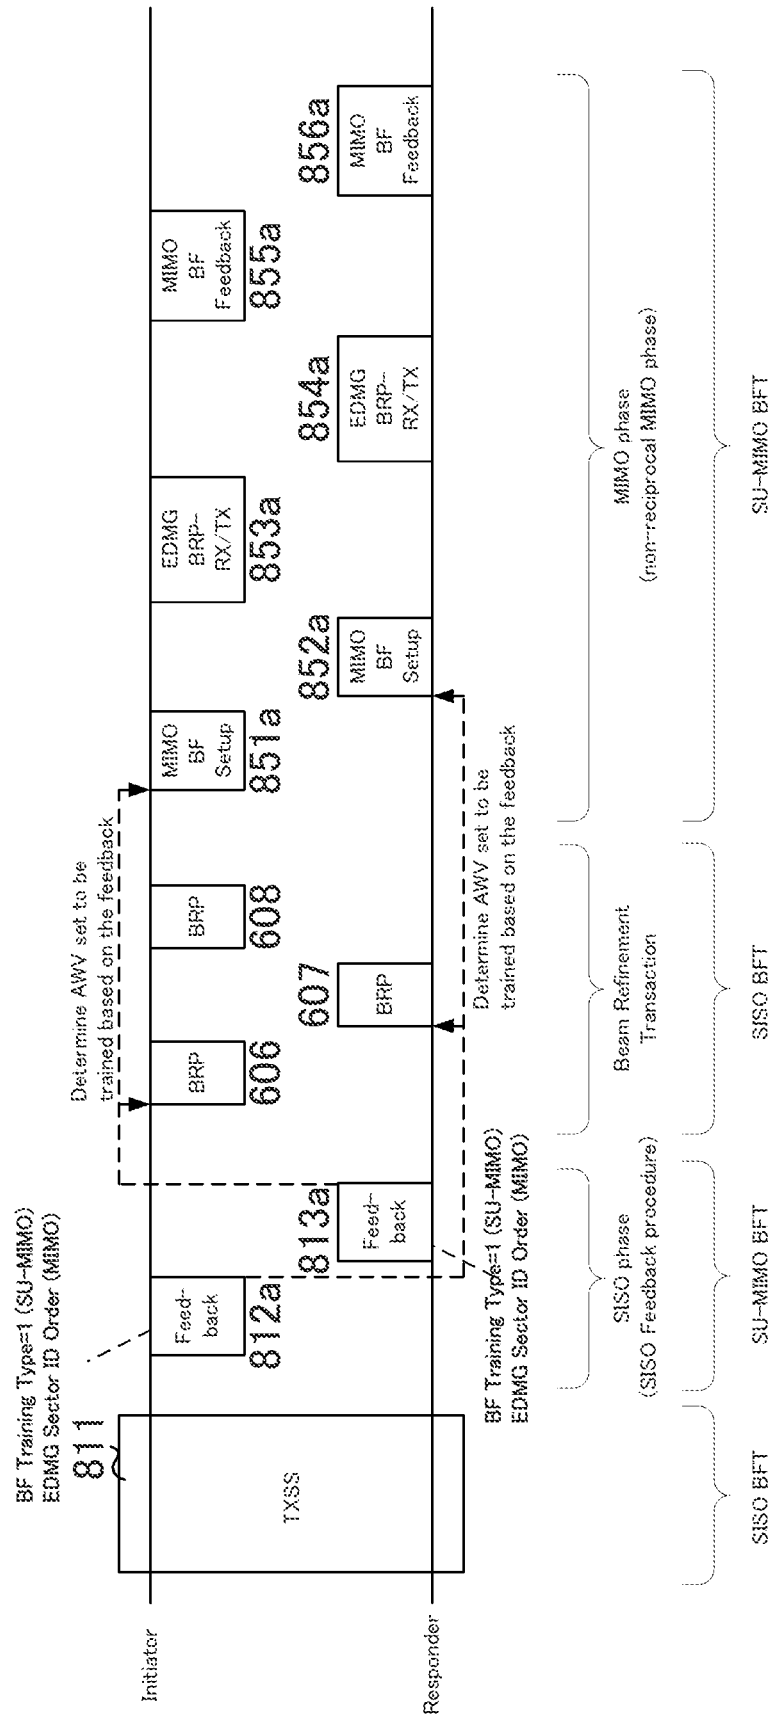 BF Training Type=1 (SU-MIMO)
EDMG Sector ID Order (MIMO)
811
TXSS
Initiator
Responder
Feed-
back
812a
813a
Feed-
back
BF Training Type=1 (SU-MIMO)
EDMG Sector ID Order (MIMO)
Determine AWV set to be
trained based on the feedback
BRP
606
607
BRP
BRP
608
Determine AWV set to be
trained based on the feedback
MIMO
BF
Setup
851a
852a
MIMO
BF
Setup
EDMG
BRP-
RX/TX
853a
854a
EDMG
BRP-
RX/TX
MIMO
BF
Feedback
855a
856a
MIMO
BF
Feedback
SISO phase
(SISO Feedback procedure)
Beam Refinement
Transaction
MIMO phase
(non-reciprocal MIMO phase)
SISO BFT
SU-MIMO BFT
SISO BFT
SU-MIMO BFT